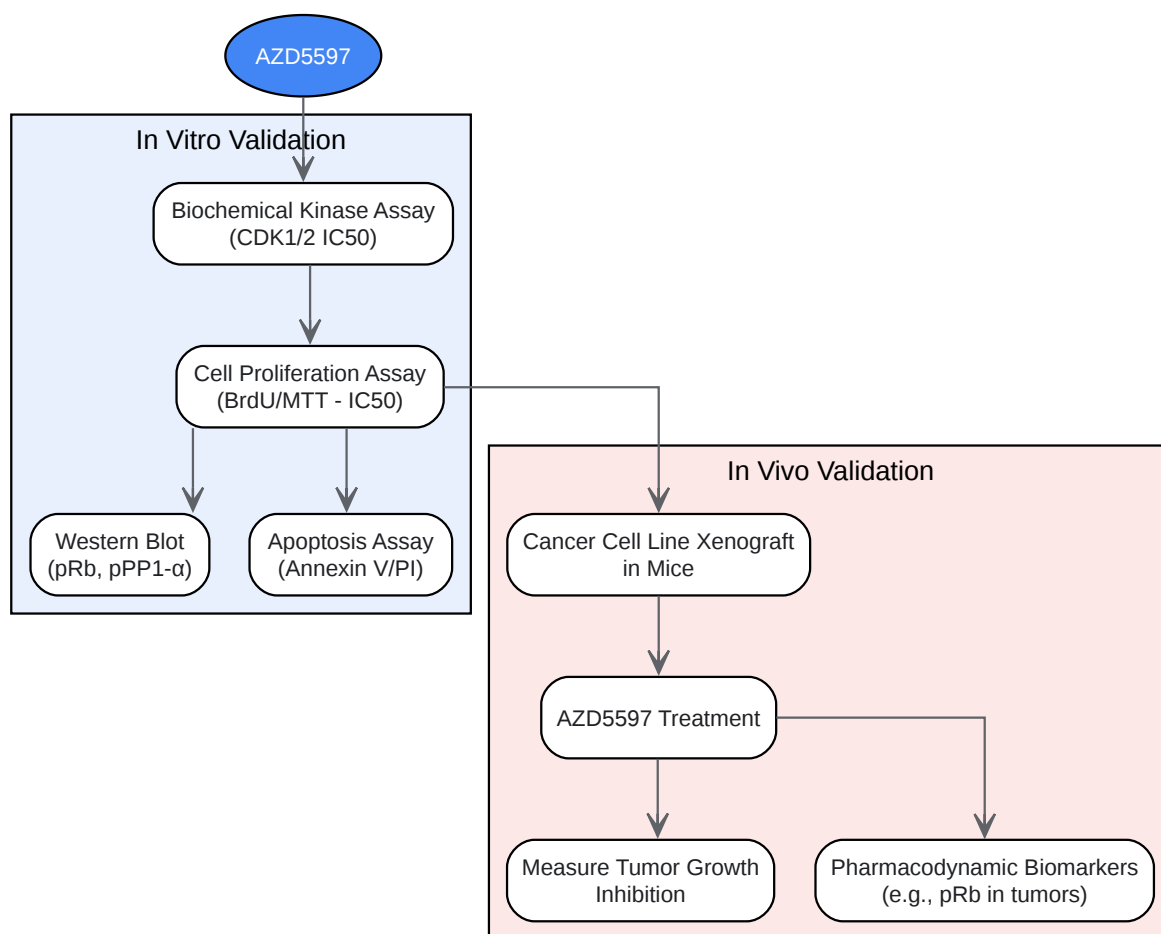 AZD5597
In Vitro Validation
Biochemical Kinase Assay
(CDK1/2 IC50)
Cell Proliferation Assay
(BrdU/MTT - IC50)
Western Blot
(pRb, pPP1-α)
Apoptosis Assay
(Annexin V/PI)
In Vivo Validation
Cancer Cell Line Xenograft
in Mice
AZD5597 Treatment
Measure Tumor Growth
Inhibition
Pharmacodynamic Biomarkers
(e.g., pRb in tumors)